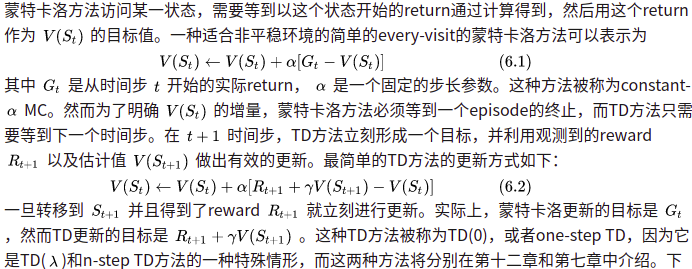 蒙特卡洛方法访问某一状态，需要等到以这个状态开始的return通过计算得到，然后用这个return
作为 V(S_t) 的目标值。一种适合非平稳环境的简单的every-visit的蒙特卡洛方法可以表示为
V(S_t) ← V(S_t) + α[G_t − V(S_t)] (6.1)
其中 G_t 是从时间步 t 开始的实际return， α 是一个固定的步长参数。这种方法被称为constant-
α MC。然而为了明确 V(S_t) 的增量，蒙特卡洛方法必须等到一个episode的终止，而TD方法只需
要等到下一个时间步。在 t + 1 时间步，TD方法立刻形成一个目标，并利用观测到的reward
R_{t+1} 以及估计值 V(S_{t+1}) 做出有效的更新。最简单的TD方法的更新方式如下：
V(S_t) ← V(S_t) + α[R_{t+1} + γV(S_{t+1}) − V(S_t)] (6.2)
一旦转移到 S_{t+1} 并且得到了reward R_{t+1} 就立刻进行更新。实际上，蒙特卡洛更新的目标是 G_t
，然而TD更新的目标是 R_{t+1} + γV(S_{t+1}) 。这种TD方法被称为TD(0)，或者one-step TD，因为它
是TD( λ )和n-step TD方法的一种特殊情形，而这两种方法将分别在第十二章和第七章中介绍。下